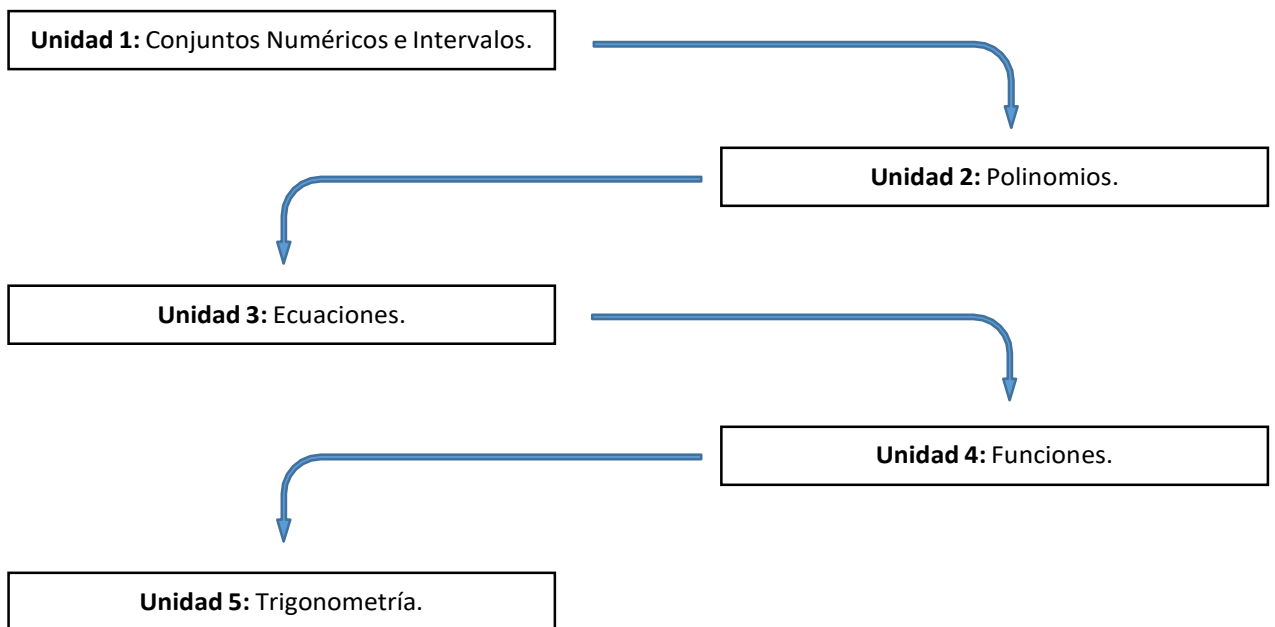 Unidad 1: Conjuntos Numéricos e Intervalos.
Unidad 2: Polinomios.
Unidad 3: Ecuaciones.
Unidad 4: Funciones.
Unidad 5: Trigonometría.